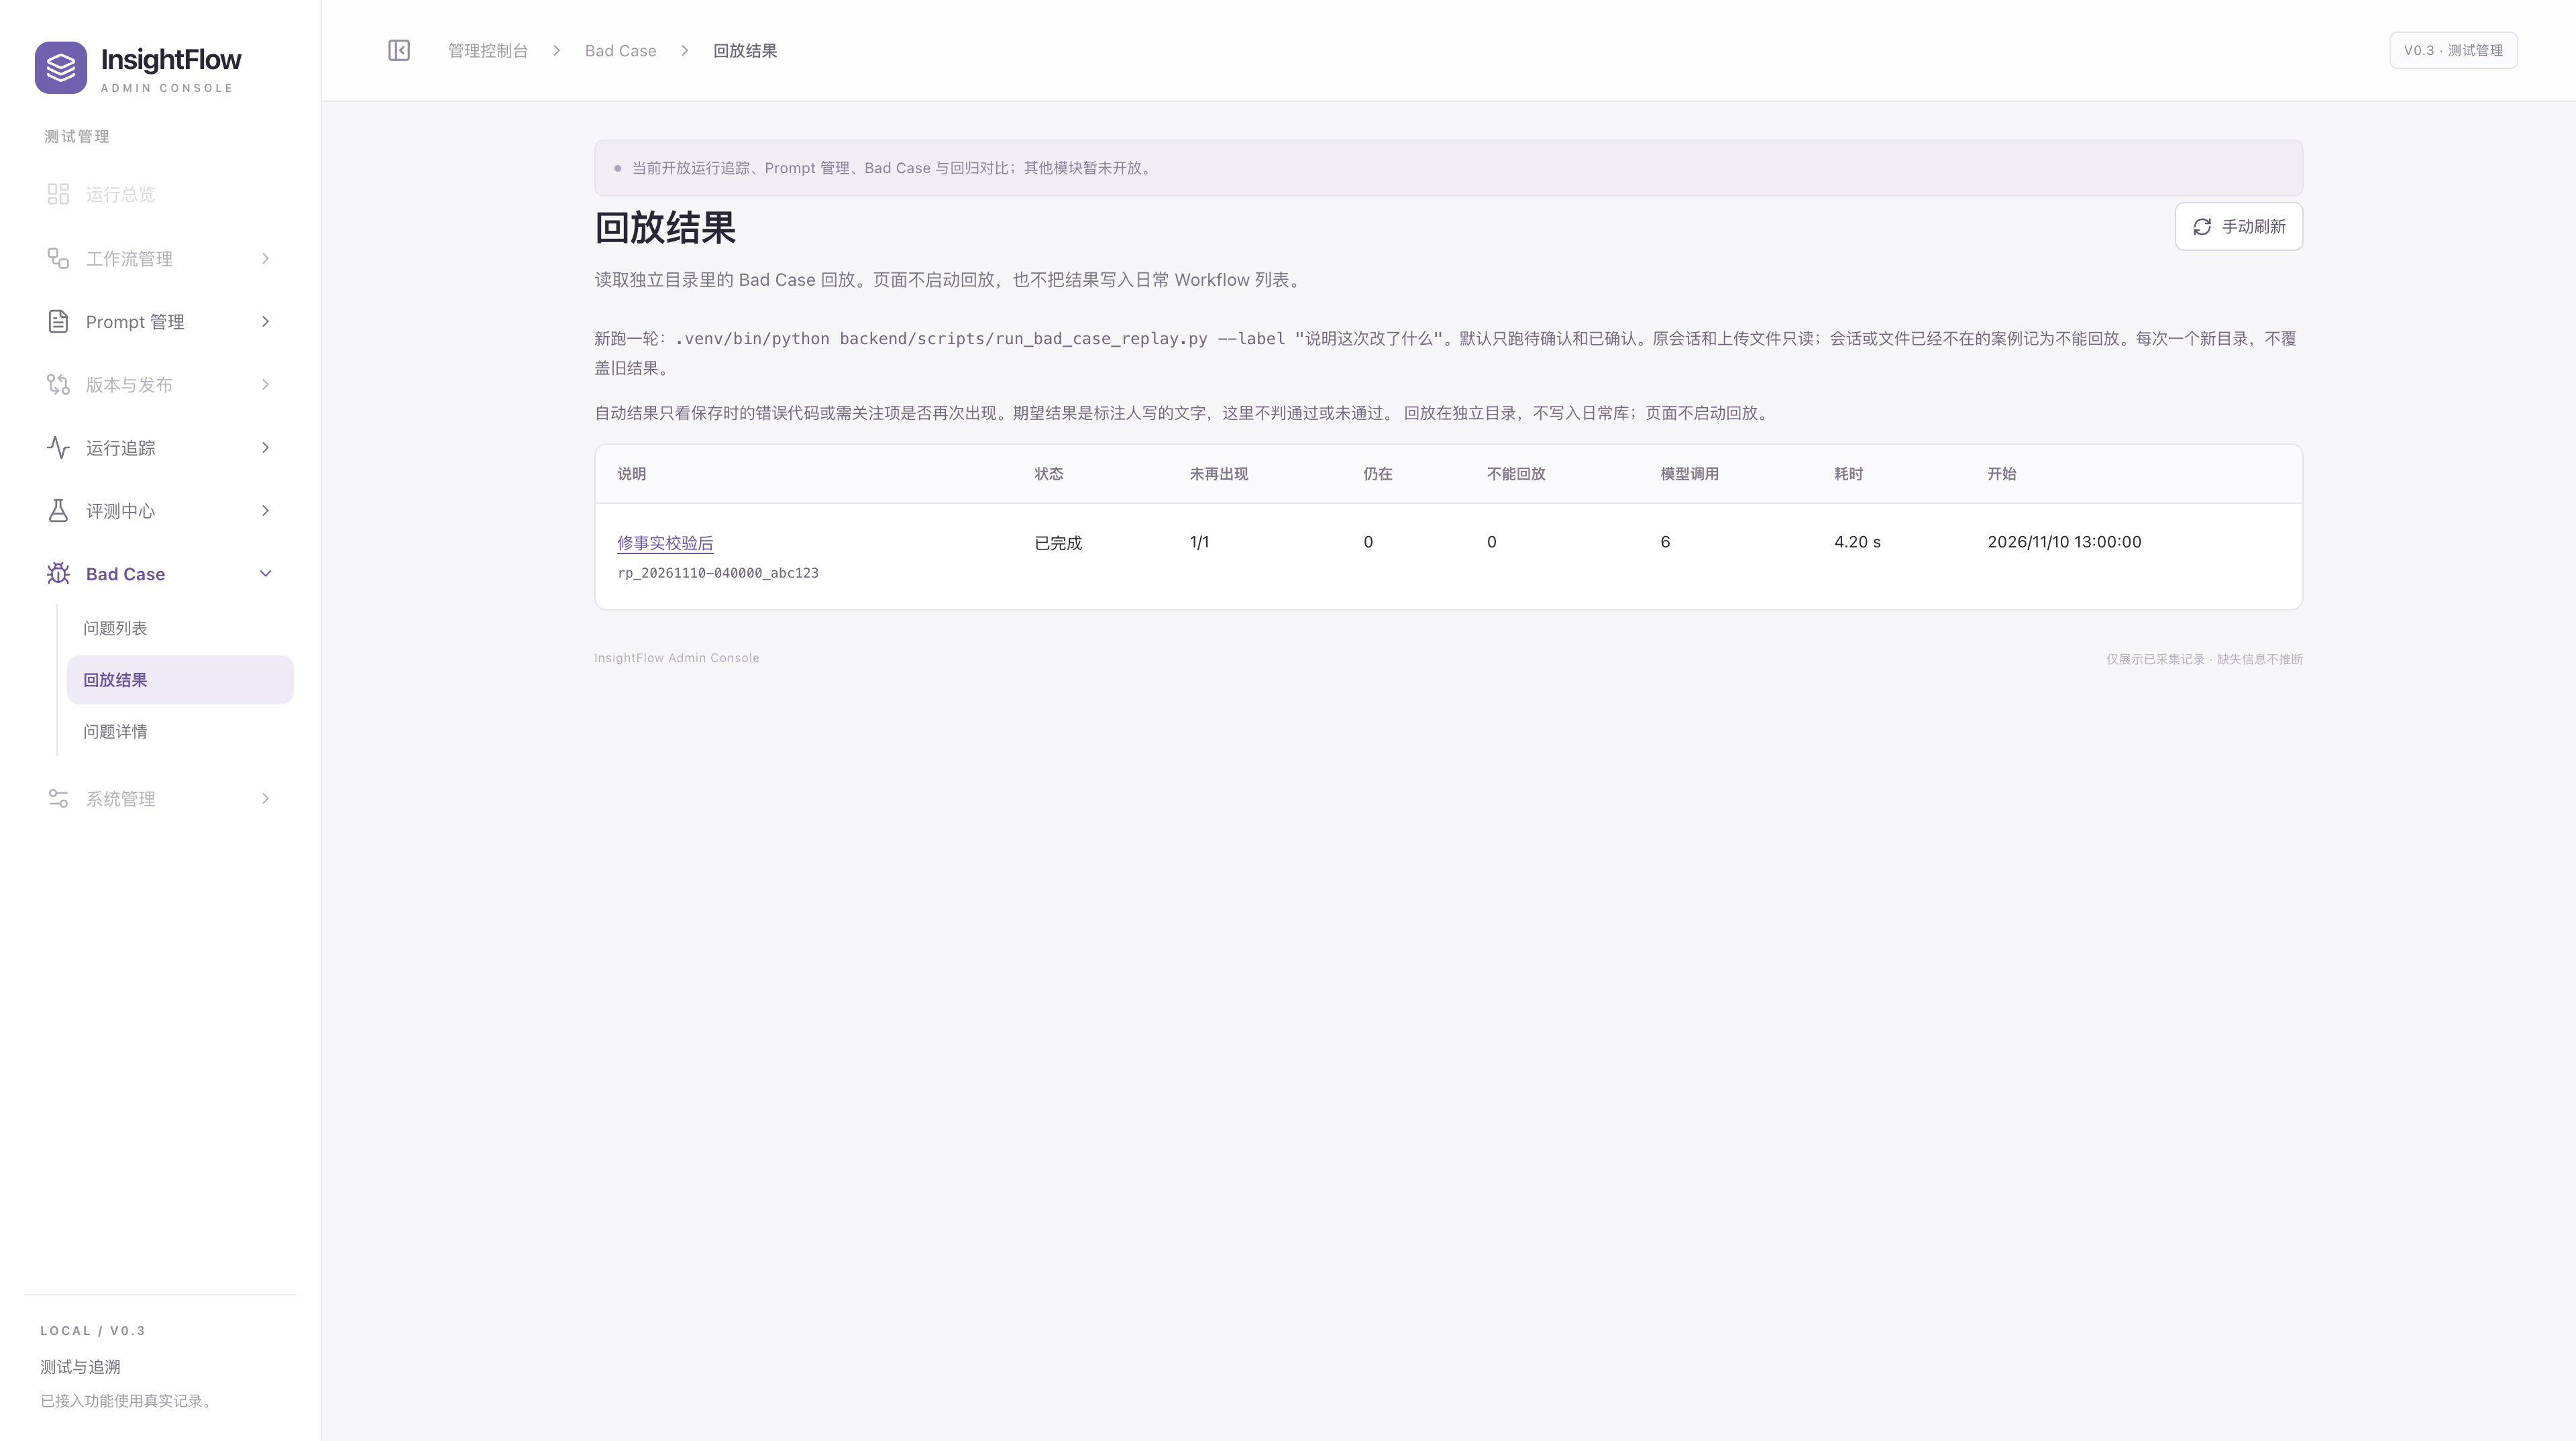 InsightFlow
ADMIN CONSOLE
测试管理
运行总览
工作流管理
Prompt 管理
版本与发布
运行追踪
评测中心
Bad Case
问题列表
回放结果
问题详情
系统管理
LOCAL / V0.3
测试与追溯
已接入功能使用真实记录。
管理控制台 > Bad Case > 回放结果
V0.3 · 测试管理
当前开放运行追踪、Prompt 管理、Bad Case 与回归对比；其他模块暂未开放。
回放结果
手动刷新
读取独立目录里的 Bad Case 回放。页面不启动回放，也不把结果写入日常 Workflow 列表。
新跑一轮：.venv/bin/python backend/scripts/run_bad_case_replay.py --label "说明这次改了什么"。默认只跑待确认和已确认。原会话和上传文件只读；会话或文件已经不在的案例记为不能回放。每次一个新目录，不覆
盖旧结果。
自动结果只看保存时的错误代码或需关注项是否再次出现。期望结果是标注人写的文字，这里不判通过或未通过。 回放在独立目录，不写入日常库；页面不启动回放。
说明 状态 未再出现 仍在 不能回放 模型调用 耗时 开始
修事实校验后 已完成 1/1 0 0 6 4.20 s 2026/11/10 13:00:00
rp_20261110-040000_abc123
InsightFlow Admin Console
仅展示已采集记录 · 缺失信息不推断